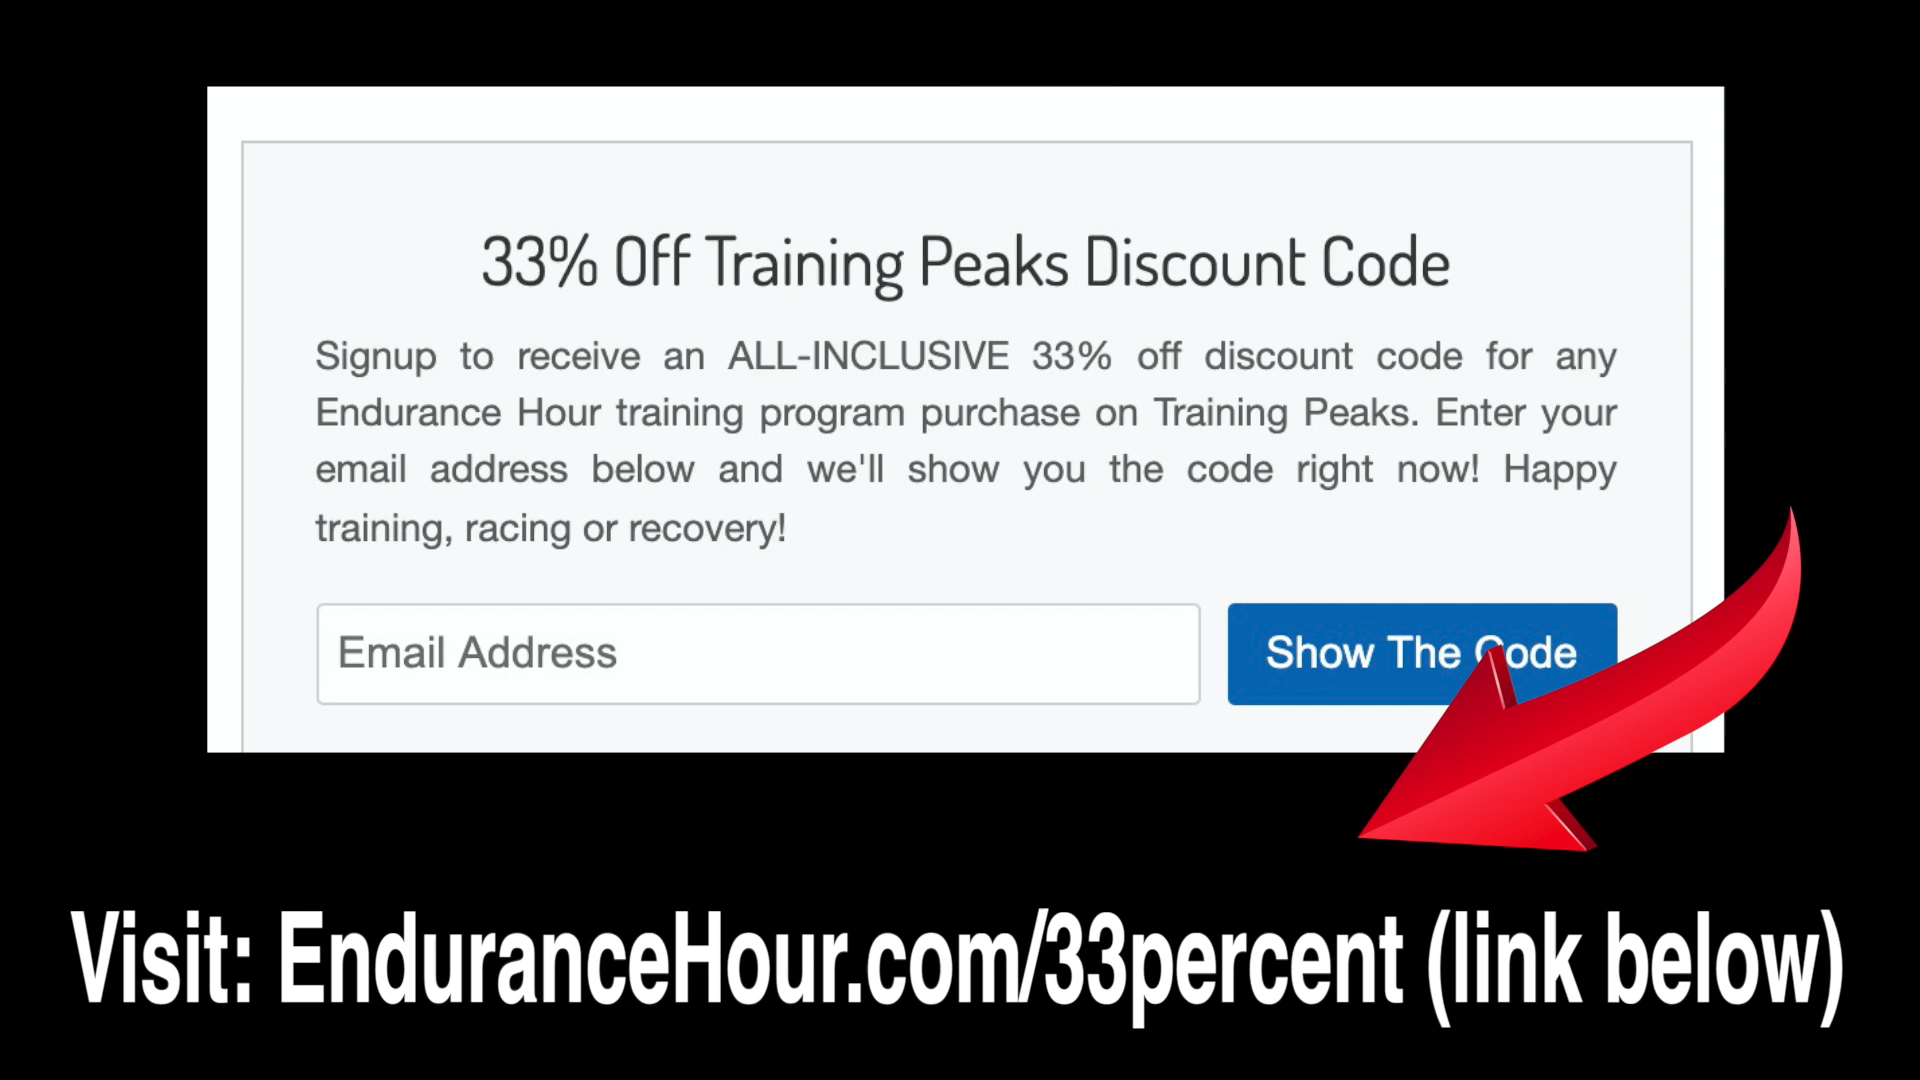 33% Off Training Peaks Discount Code
Signup to receive an ALL-INCLUSIVE 33% off discount code for any
Endurance Hour training program purchase on Training Peaks. Enter your
email address below and we'll show you the code right now! Happy
training, racing or recovery!
Email Address
Show The Code
Visit: EnduranceHour.com/33percent (link below)